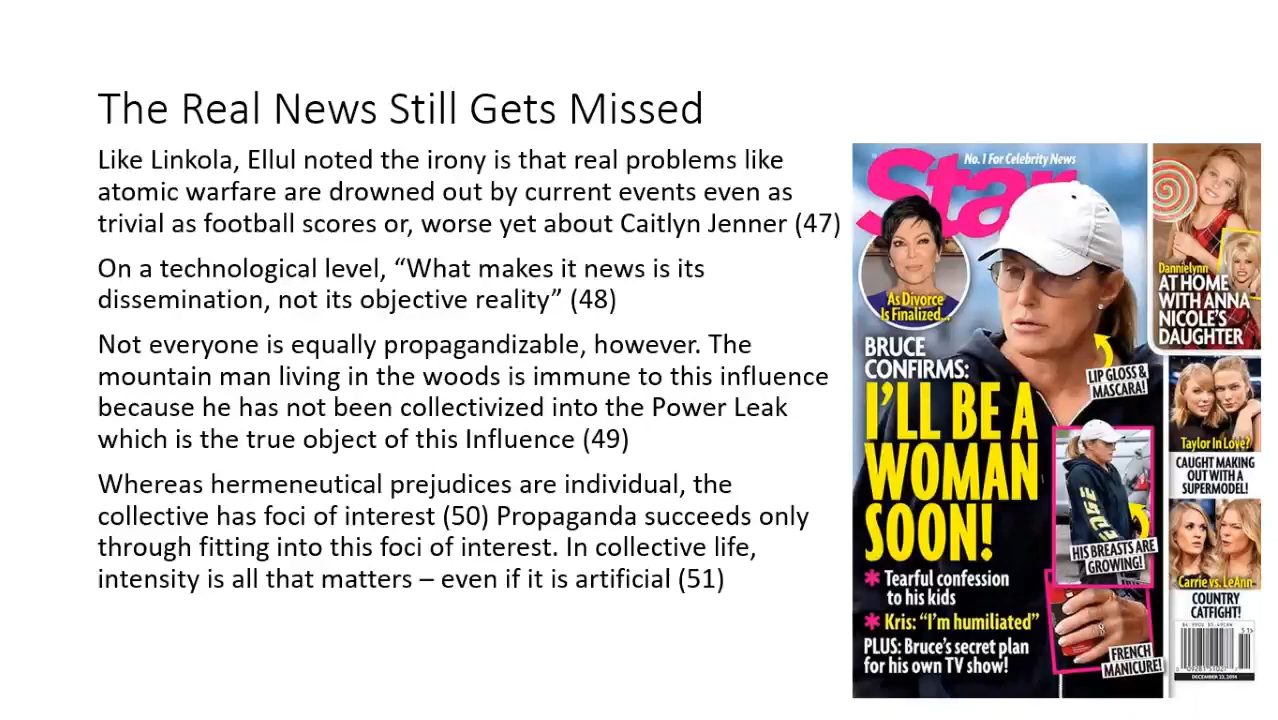 The Real News Still Gets Missed
Like Linkola, Ellul noted the irony is that real problems like
atomic warfare are drowned out by current events even as
trivial as football scores or, worse yet about Caitlyn Jenner (47)
On a technological level, “What makes it news is its
dissemination, not its objective reality” (48)
Not everyone is equally propagandizable, however. The
mountain man living in the woods is immune to this influence
because he has not been collectivized into the Power Leak
which is the true object of this Influence (49)
Whereas hermeneutical prejudices are individual, the
collective has foci of interest (50) Propaganda succeeds only
through fitting into this foci of interest. In collective life,
intensity is all that matters – even if it is artificial (51)
No. 1 For Celebrity News
Star
As Divorce
Is Finalized...
BRUCE
CONFIRMS:
I'LL BE A
WOMAN
SOON!
* Tearful confession
to his kids
* Kris: “I'm humiliated”
PLUS: Bruce's secret plan
for his own TV show!
LIP GLOSS &
MASCARA!
HIS BREASTS ARE
GROWING!
FRENCH
MANICURE!
Dannielynn
AT HOME
WITH ANNA
NICOLE'S
DAUGHTER
Taylor In Love?
CAUGHT MAKING
OUT WITH A
SUPERMODEL!
Carrie vs. LeAnn
COUNTRY
CATFIGHT!
DECEMBER 22, 2014